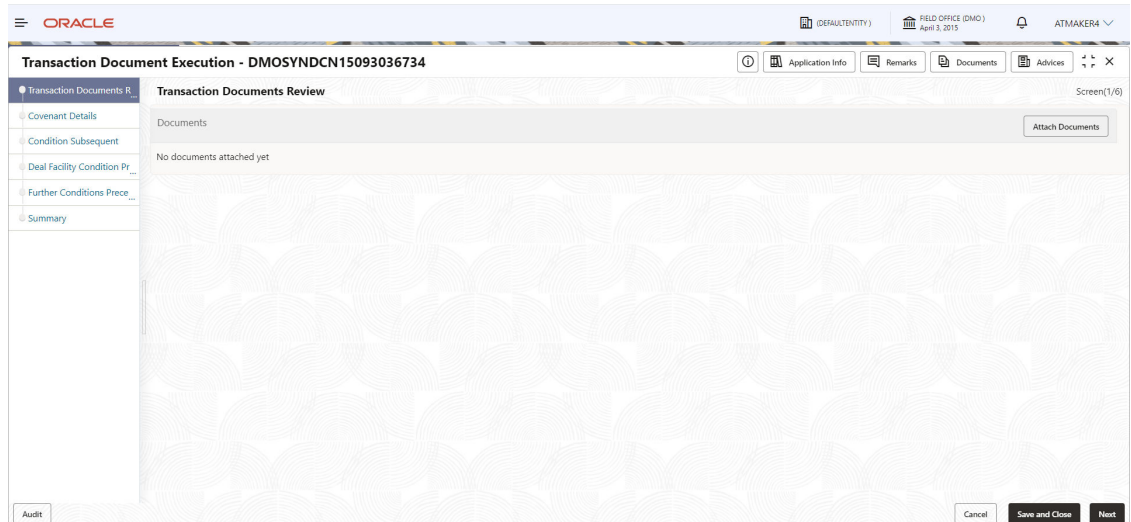 ORACLE
(DEFAULTENTITY )
FIELD OFFICE (DMO )
April 3, 2015
ATMAKER4
Transaction Document Execution - DMOSYNDCN15093036734
Application Info
Remarks
Documents
Advices
Transaction Documents R...
Covenant Details
Condition Subsequent
Deal Facility Condition Pr...
Further Conditions Prece...
Summary
Transaction Documents Review
Screen(1/6)
Documents
Attach Documents
No documents attached yet
Audit
Cancel
Save and Close
Next